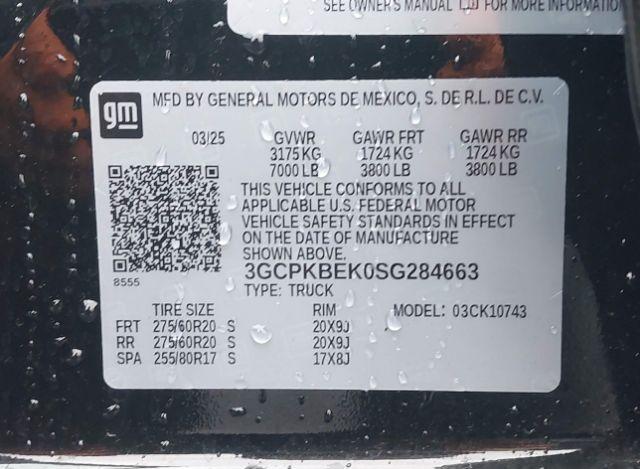 SEE OWNER'S MANUAL FOR MORE INFORMATION
gm
MFD BY GENERAL MOTORS DE MEXICO, S. DE R.L. DE C.V.
03/25 GVWR GAWR FRT GAWR RR
3175 KG 1724 KG 1724 KG
7000 LB 3800 LB 3800 LB
THIS VEHICLE CONFORMS TO ALL
APPLICABLE U.S. FEDERAL MOTOR
VEHICLE SAFETY STANDARDS IN EFFECT
ON THE DATE OF MANUFACTURE
SHOWN ABOVE.
8555
3GCPKBEK0SG284663
TYPE: TRUCK
TIRE SIZE RIM MODEL: 03CK10743
FRT 275/60R20 S 20X9J
RR 275/60R20 S 20X9J
SPA 255/80R17 S 17X8J